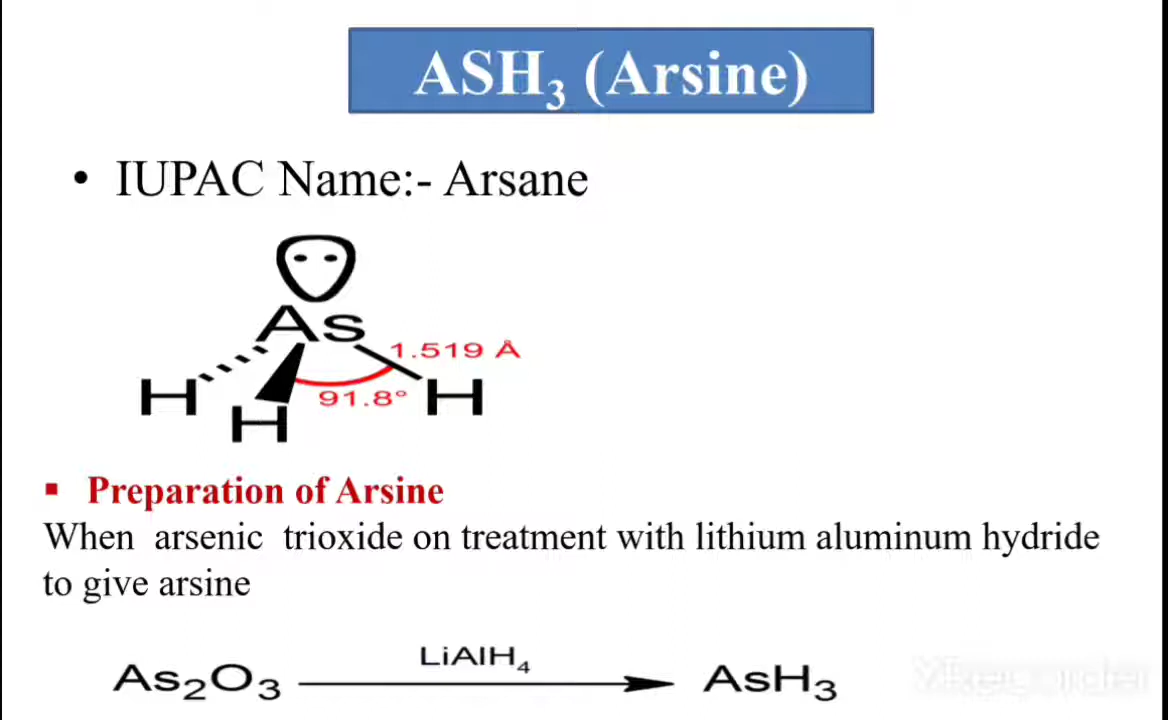 ASH₃ (Arsine)
• IUPAC Name:- Arsane
As
1.519 Å
H
91.8°
H
H
▪ Preparation of Arsine
When arsenic trioxide on treatment with lithium aluminum hydride
to give arsine
LiAlH₄
As₂O₃ AsH₃